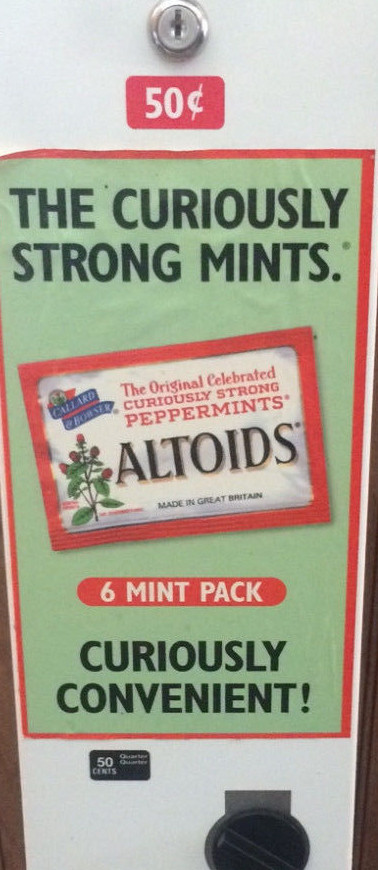 50¢
THE CURIOUSLY
STRONG MINTS.®
CALLARD
& BOWSER®
The Original Celebrated
CURIOUSLY STRONG
PEPPERMINTS®
ALTOIDS®
MADE IN GREAT BRITAIN
6 MINT PACK
CURIOUSLY
CONVENIENT!
50 Quarter
Quarter
CENTS